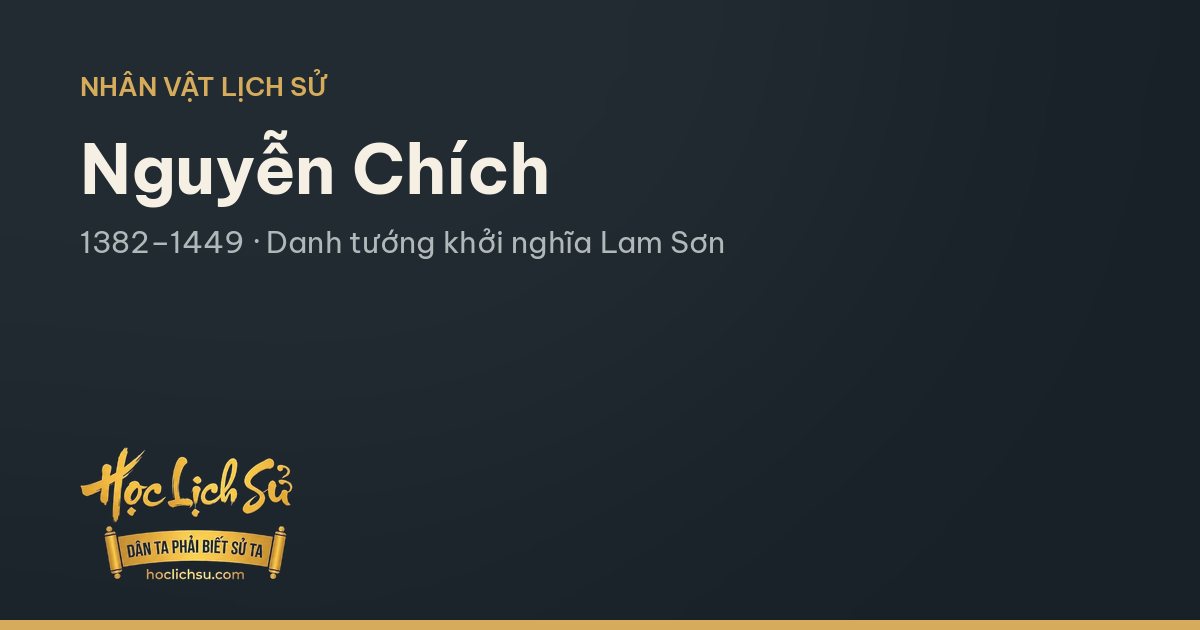 NHÂN VẬT LỊCH SỬ
Nguyễn Chích
1382–1449 · Danh tướng khởi nghĩa Lam Sơn
Học Lịch Sử
DÂN TA PHẢI BIẾT SỬ TA
hoclichsu.com